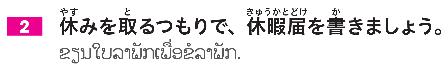 2 休みを取るつもりで、休暇届を書きましょう。
ຂຽນໃບລາພັກເພື່ອຂໍລາພັກ.